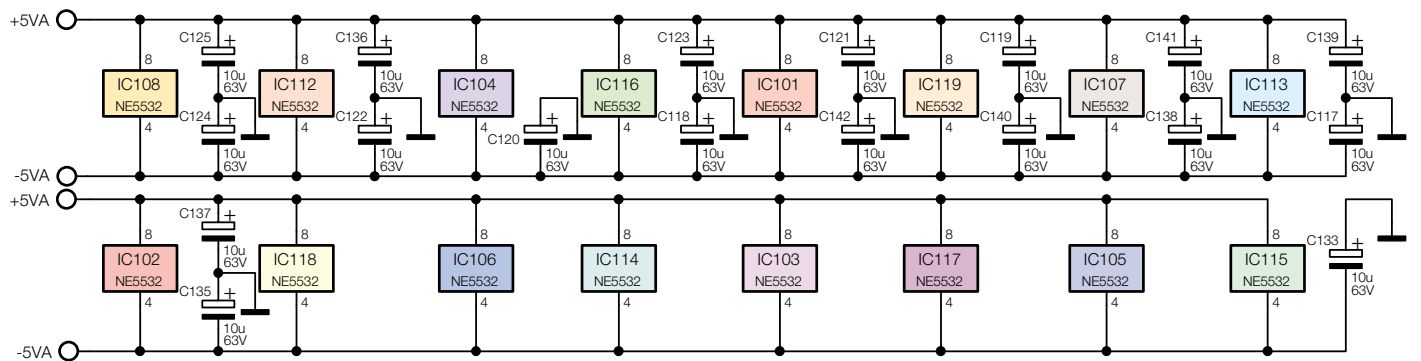 +5VA
C125 + C136 + C123 + C121 + C119 + C141 + C139 +
8 8 8 8 8 8 8 8
10u 10u 10u 10u 10u 10u 10u
63V 63V 63V 63V 63V 63V 63V
IC108 IC112 IC104 IC116 IC101 IC119 IC107 IC113
NE5532 NE5532 NE5532 NE5532 NE5532 NE5532 NE5532 NE5532
C124 + C122 + C120 + C118 + C142 + C140 + C138 + C117 +
4 4 4 4 4 4 4 4
10u 10u 10u 10u 10u 10u 10u 10u
63V 63V 63V 63V 63V 63V 63V 63V
-5VA
+5VA
C137 +
8 8 8 8 8 8 8 8
C133 +
10u
63V
IC102 IC118 IC106 IC114 IC103 IC117 IC105 IC115
NE5532 NE5532 NE5532 NE5532 NE5532 NE5532 NE5532 NE5532
10u
63V
C135 +
4 4 4 4 4 4 4 4
10u
63V
-5VA